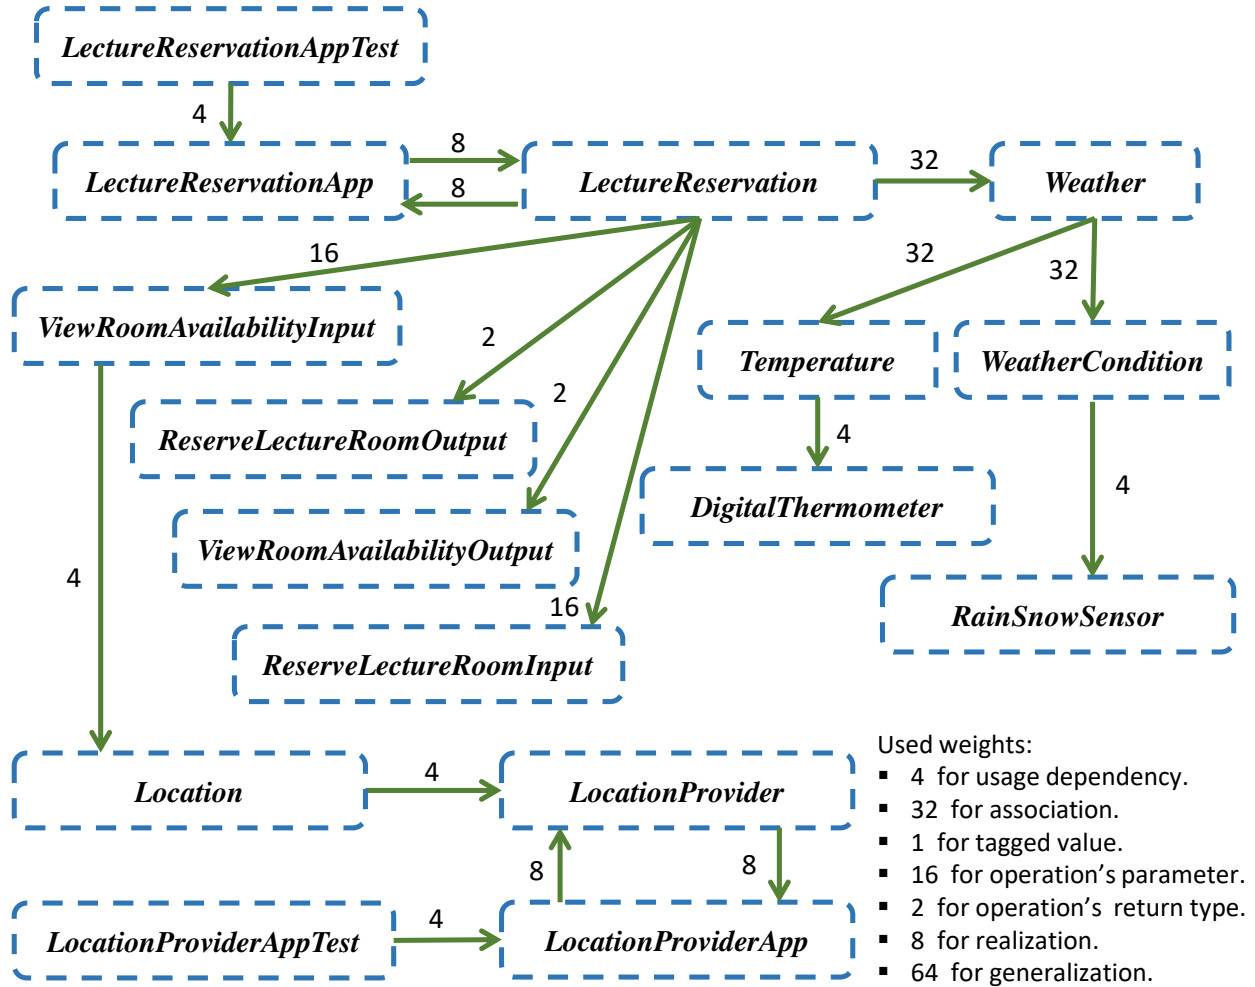 LectureReservationAppTest
4
8
LectureReservationApp
8
LectureReservation
32
Weather
16
32
32
ViewRoomAvailabilityInput
2
Temperature
WeatherCondition
2
ReserveLectureRoomOutput
4
4
DigitalThermometer
ViewRoomAvailabilityOutput
4
16
RainSnowSensor
ReserveLectureRoomInput
Location
4
LocationProvider
8
8
LocationProviderAppTest
4
LocationProviderApp
Used weights:
▪ 4 for usage dependency.
▪ 32 for association.
▪ 1 for tagged value.
▪ 16 for operation’s parameter.
▪ 2 for operation’s return type.
▪ 8 for realization.
▪ 64 for generalization.